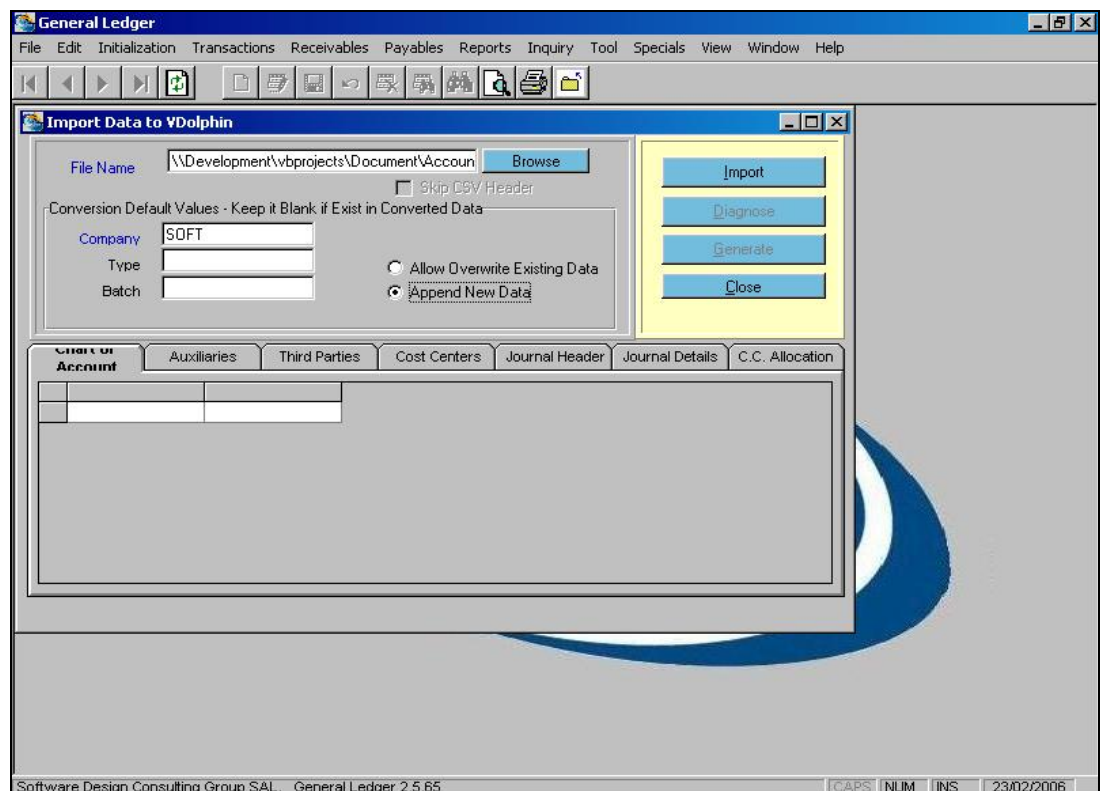 General Ledger
File Edit Initialization Transactions Receivables Payables Reports Inquiry Tool Specials View Window Help
Import Data to VDolphin
File Name \\Development\vbprojects\Document\Accoun Browse
Skip CSV Header
Conversion Default Values - Keep it Blank if Exist in Converted Data
Company SOFT
Type
Batch
Allow Overwrite Existing Data
Append New Data
Import
Diagnose
Generate
Close
Chart of
Account
Auxiliaries Third Parties Cost Centers Journal Header Journal Details C.C. Allocation
Software Design Consulting Group SAL. General Ledger 2.5.65 CAPS NUM INS 23/02/2006